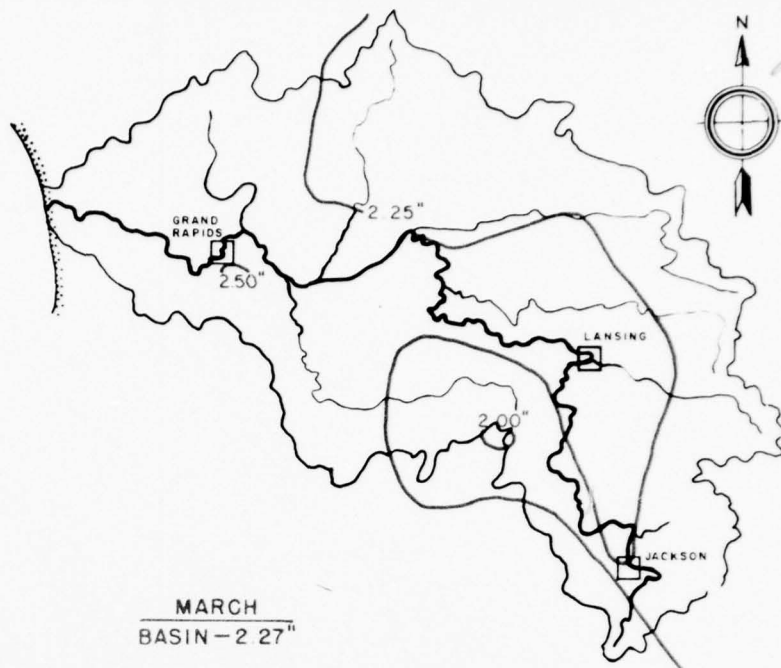 N
GRAND
RAPIDS
2.25"
2.50"
LANSING
2.00"
JACKSON
MARCH
BASIN-2.27"